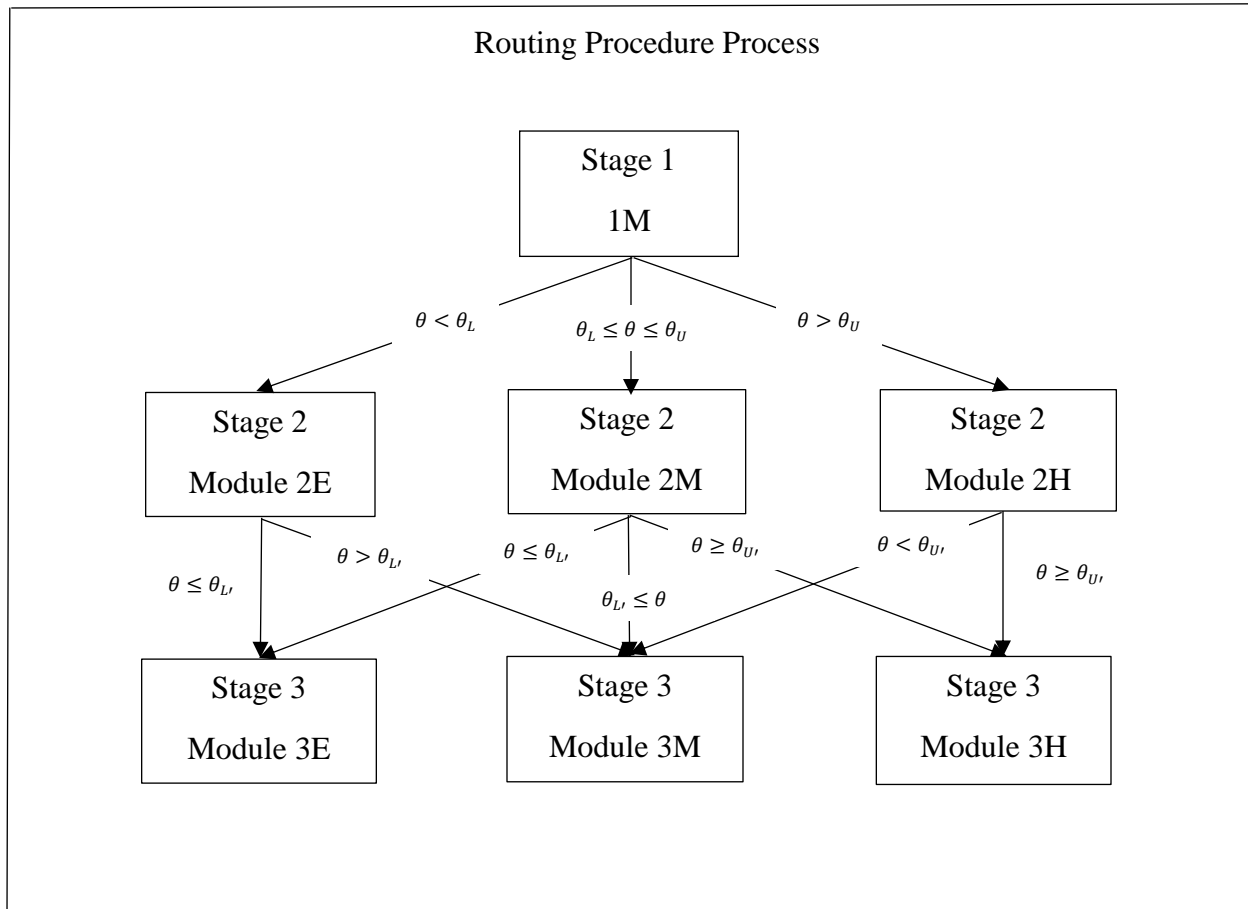 Routing Procedure Process
Stage 1
1M
θ < θ_L
θ_L ≤ θ ≤ θ_U
θ > θ_U
Stage 2
Module 2E
Stage 2
Module 2M
Stage 2
Module 2H
θ ≤ θ_L′
θ > θ_L′
θ ≤ θ_L′
θ_L′ ≤ θ
θ ≥ θ_U′
θ < θ_U′
θ ≥ θ_U′
Stage 3
Module 3E
Stage 3
Module 3M
Stage 3
Module 3H